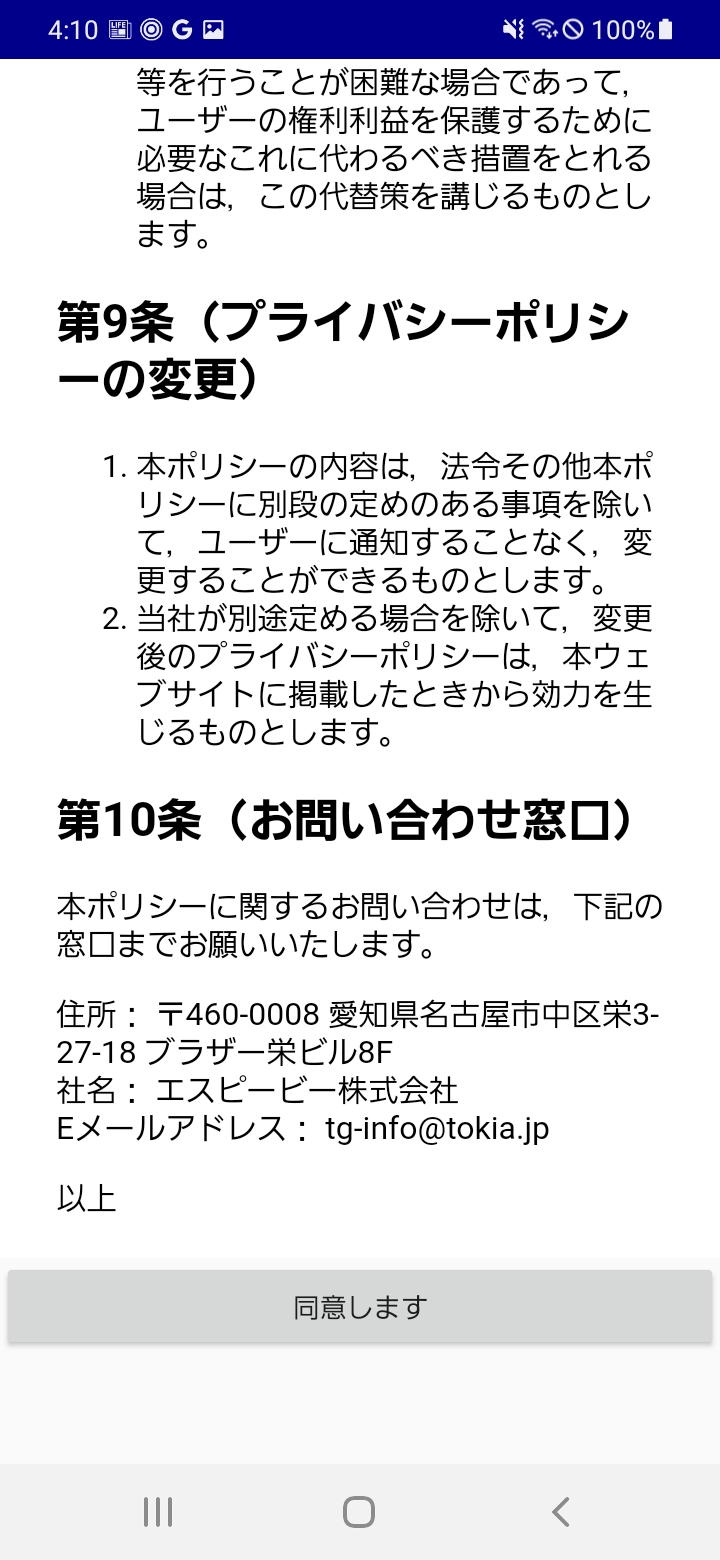 4:10
LIFE
G
100%
等を行うことが困難な場合であって，
ユーザーの権利利益を保護するために
必要なこれに代わるべき措置をとれる
場合は，この代替策を講じるものとし
ます。
第9条（プライバシーポリシ
ーの変更）
1. 本ポリシーの内容は，法令その他本ポ
リシーに別段の定めのある事項を除い
て，ユーザーに通知することなく，変
更することができるものとします。
2. 当社が別途定める場合を除いて，変更
後のプライバシーポリシーは，本ウェ
ブサイトに掲載したときから効力を生
じるものとします。
第10条（お問い合わせ窓口）
本ポリシーに関するお問い合わせは，下記の
窓口までお願いいたします。
住所： 〒460-0008 愛知県名古屋市中区栄3-
27-18 ブラザー栄ビル8F
社名： エスピービー株式会社
Eメールアドレス： tg-info@tokia.jp
以上
同意します